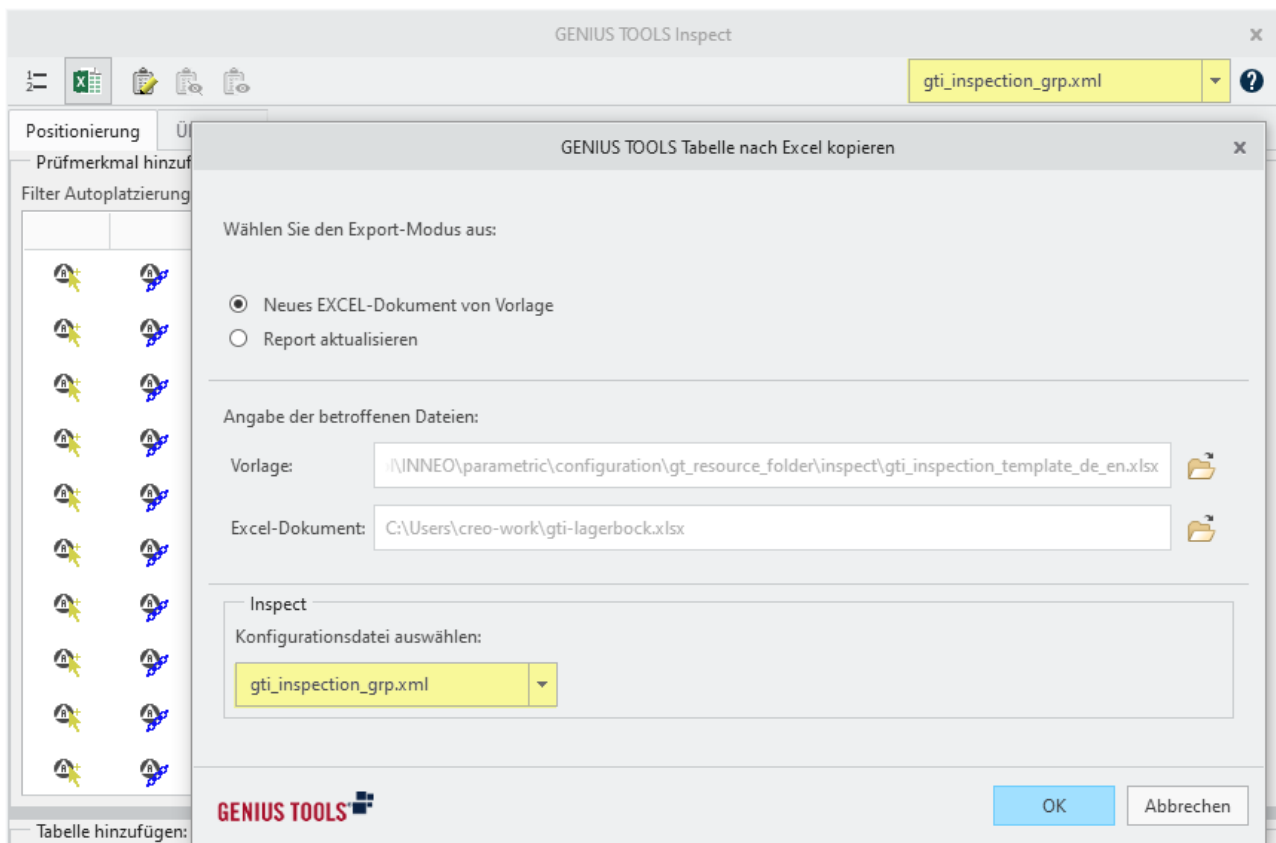 GENIUS TOOLS Inspect
gti_inspection_grp.xml
Positionierung
GENIUS TOOLS Tabelle nach Excel kopieren
Prüfmerkmal
Filter Autoplatzierung
Wählen Sie den Export-Modus aus:
Neues EXCEL-Dokument von Vorlage
Report aktualisieren
Angabe der betroffenen Dateien:
Vorlage: \INNEO\parametric\configuration\gt_resource_folder\inspect\gti_inspection_template_de_en.xlsx
Excel-Dokument: C:\Users\creo-work\gti-lagerbock.xlsx
Inspect
Konfigurationsdatei auswählen:
gti_inspection_grp.xml
GENIUS TOOLS
OK Abbrechen
Tabelle hinzufügen: